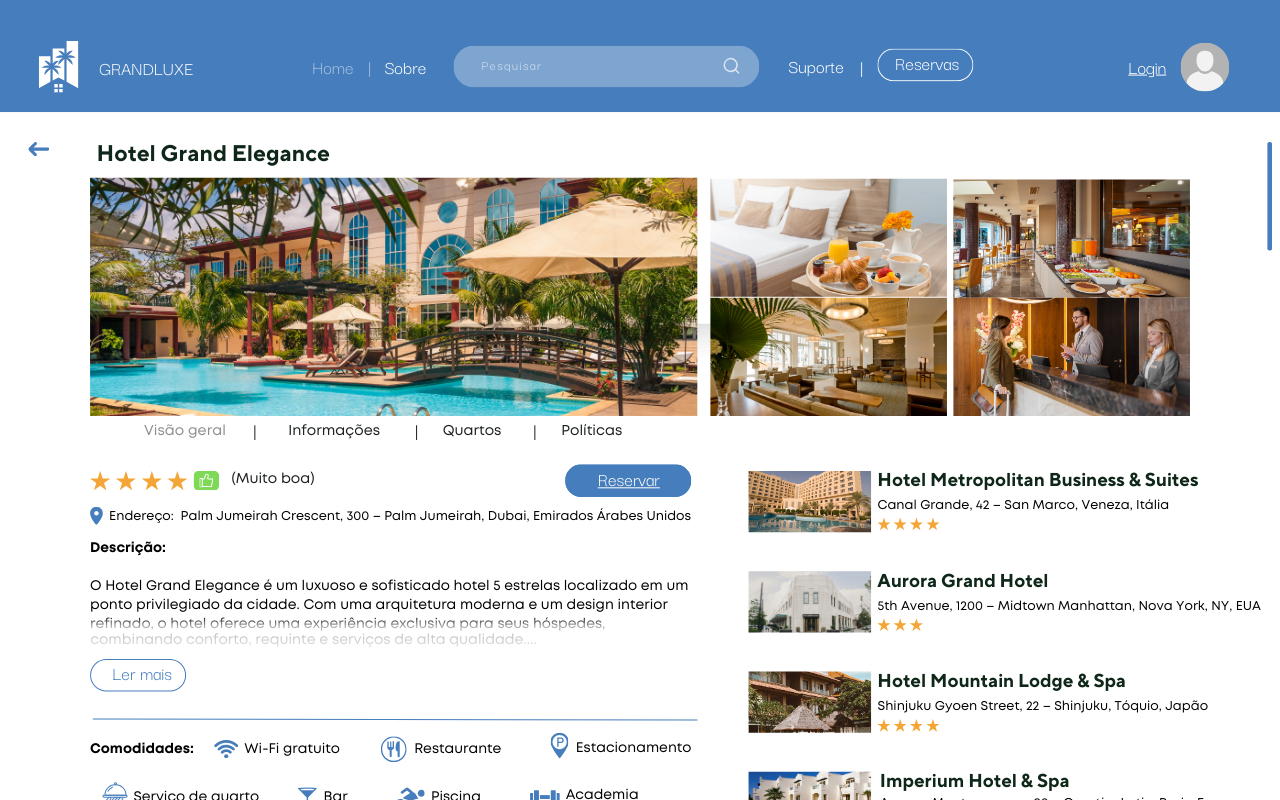 GRANDLUXE
Home | Sobre
Pesquisar
Suporte |
Reservas
Login
Hotel Grand Elegance
Visão geral | Informações | Quartos | Políticas
(Muito boa)
Reservar
Endereço: Palm Jumeirah Crescent, 300 – Palm Jumeirah, Dubai, Emirados Árabes Unidos
Descrição:
O Hotel Grand Elegance é um luxuoso e sofisticado hotel 5 estrelas localizado em um
ponto privilegiado da cidade. Com uma arquitetura moderna e um design interior
refinado, o hotel oferece uma experiência exclusiva para seus hóspedes,
combinando conforto, requinte e serviços de alta qualidade....
Ler mais
Comodidades: Wi-Fi gratuito Restaurante P Estacionamento
Serviço de quarto Bar Piscina Academia
Hotel Metropolitan Business & Suites
Canal Grande, 42 – San Marco, Veneza, Itália
Aurora Grand Hotel
5th Avenue, 1200 – Midtown Manhattan, Nova York, NY, EUA
Hotel Mountain Lodge & Spa
Shinjuku Gyoen Street, 22 – Shinjuku, Tóquio, Japão
Imperium Hotel & Spa